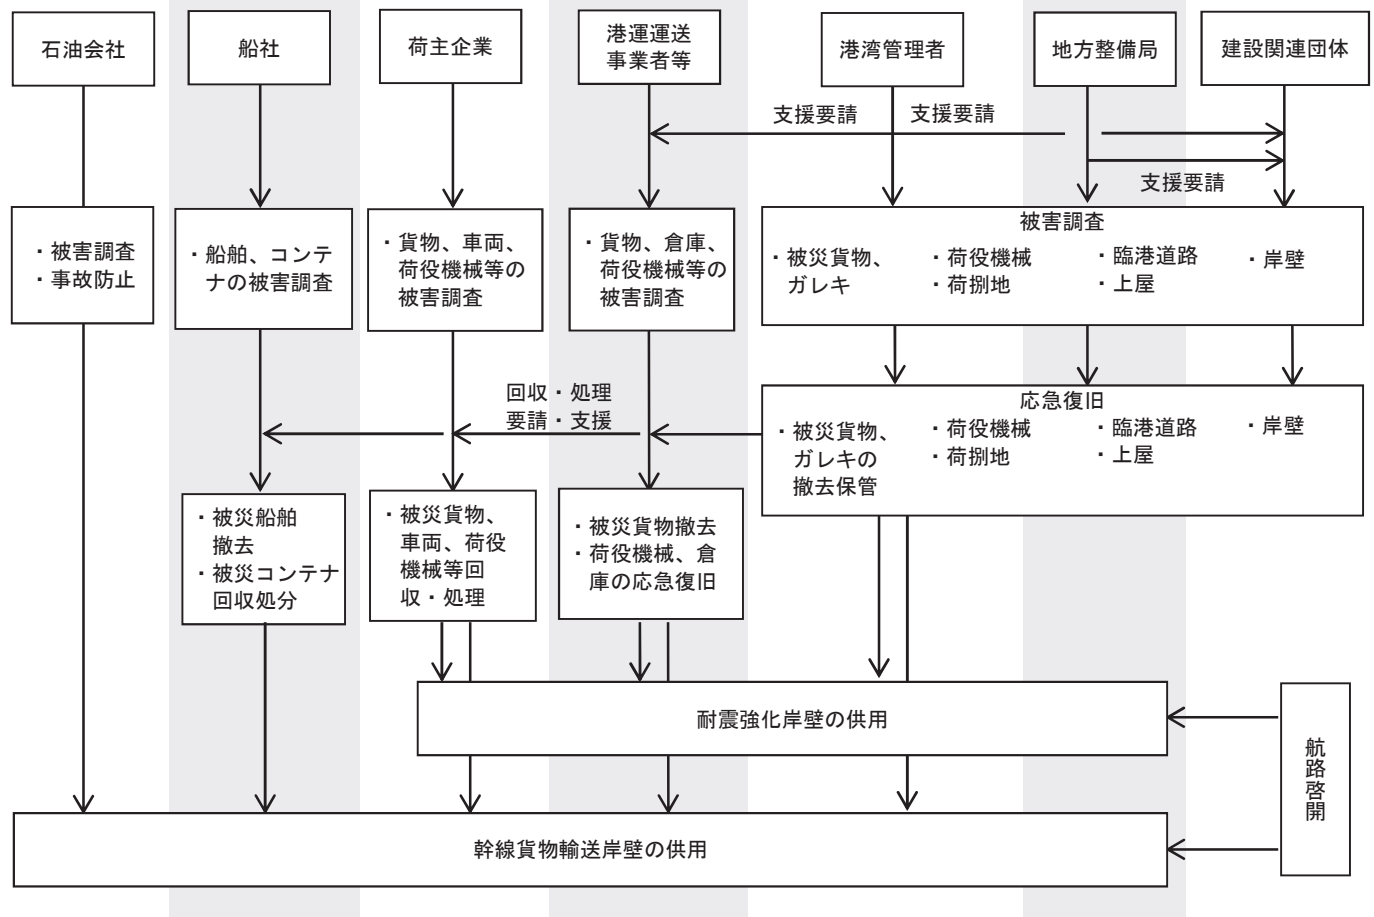 石油会社
船社
荷主企業
港運運送
事業者等
港湾管理者
地方整備局
建設関連団体
支援要請
支援要請
支援要請
・被害調査
・事故防止
・船舶、コンテ
ナの被害調査
・貨物、車両、
荷役機械等の
被害調査
・貨物、倉庫、
荷役機械等の
被害調査
被害調査
・被災貨物、
ガレキ
・荷役機械
・荷捌地
・臨港道路
・上屋
・岸壁
回収・処理
要請・支援
応急復旧
・被災貨物、
ガレキの
撤去保管
・荷役機械
・荷捌地
・臨港道路
・上屋
・岸壁
・被災船舶
撤去
・被災コンテナ
回収処分
・被災貨物、
車両、荷役
機械等回
収・処理
・被災貨物撤去
・荷役機械、倉
庫の応急復旧
耐震強化岸壁の供用
航路啓開
幹線貨物輸送岸壁の供用